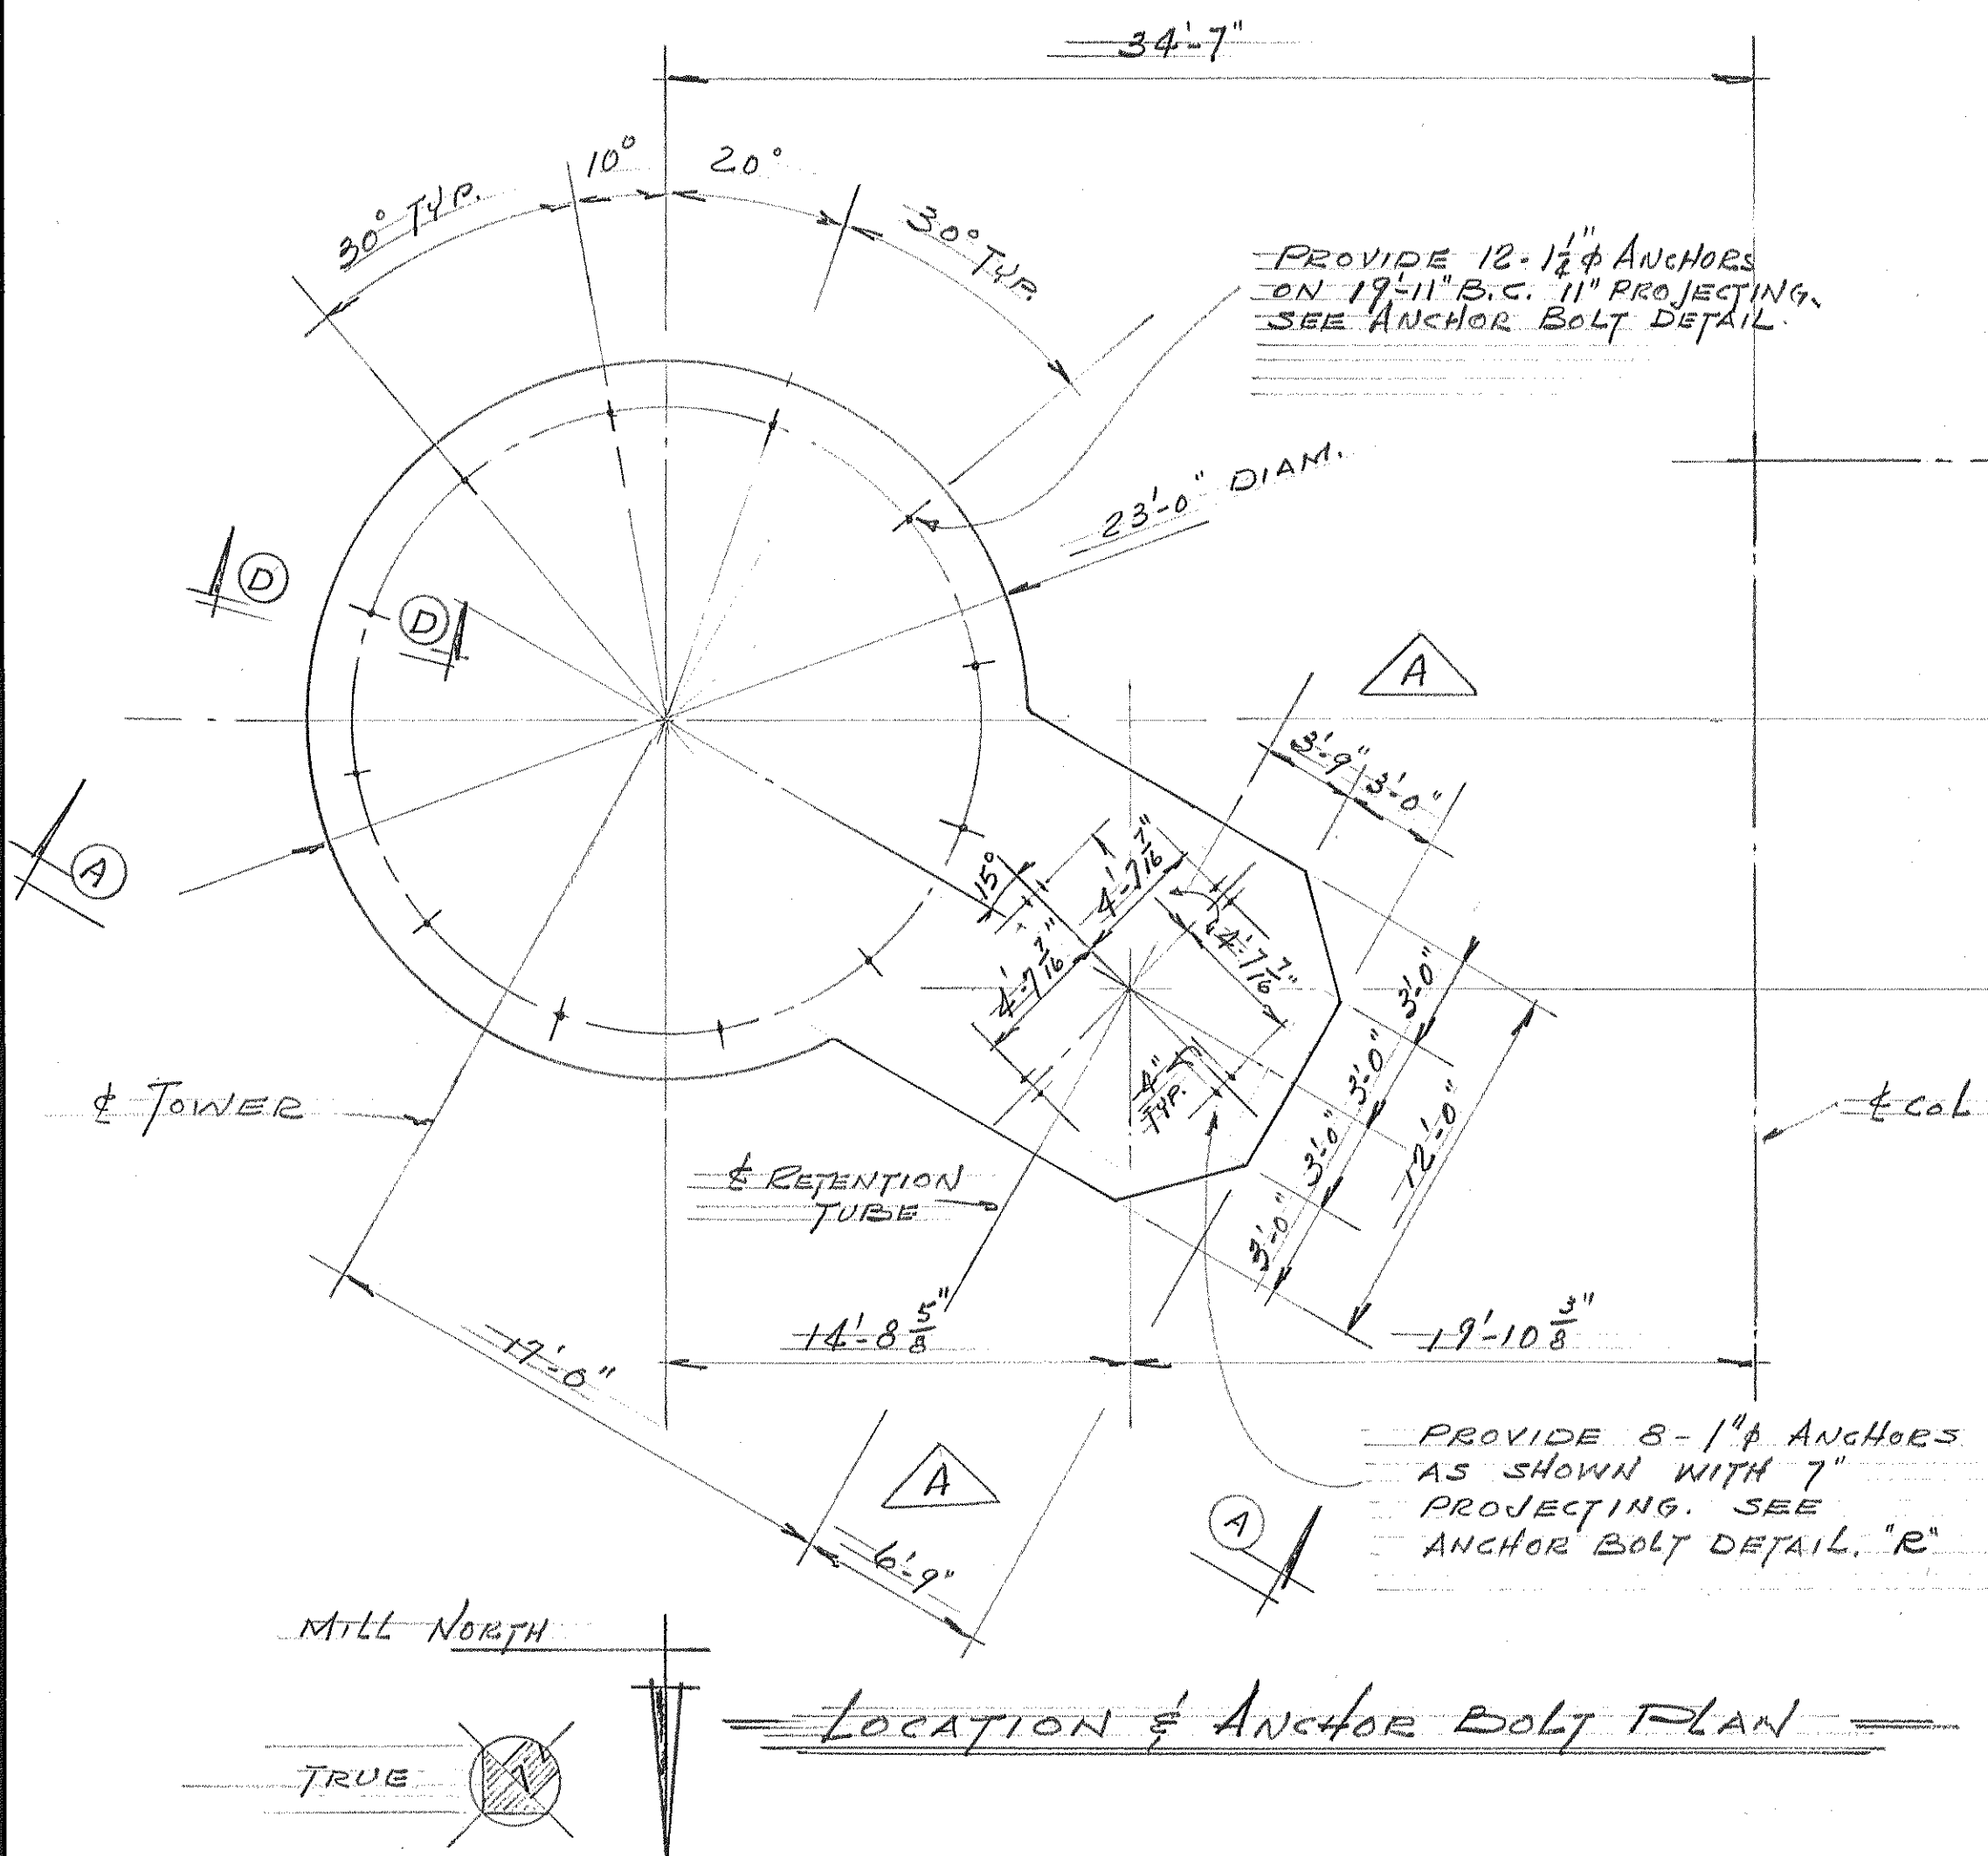 34'-7"
10°
20°
30° TYP.
30° TYP.
PROVIDE 12-1 1/4"ϕ ANCHORS
ON 19'-11" B.C. 11" PROJECTING.
SEE ANCHOR BOLT DETAIL.
23'-0" DIAM.
D
D
A
A
3'-9"
3'-0"
15°
4'-7 7/16"
4'-7 7/16"
4'-7 7/16"
3'-0"
3'-0"
3'-0"
3'-0"
12'-0"
4"
TYP.
℄ TOWER
℄ COL
℄ RETENTION
TUBE
14'-8 5/8"
19'-10 3/8"
17'-0"
6'-9"
A
A
PROVIDE 8-1"ϕ ANCHORS
AS SHOWN WITH 7"
PROJECTING. SEE
ANCHOR BOLT DETAIL. "R"
MILL NORTH
LOCATION & ANCHOR BOLT PLAN
TRUE N